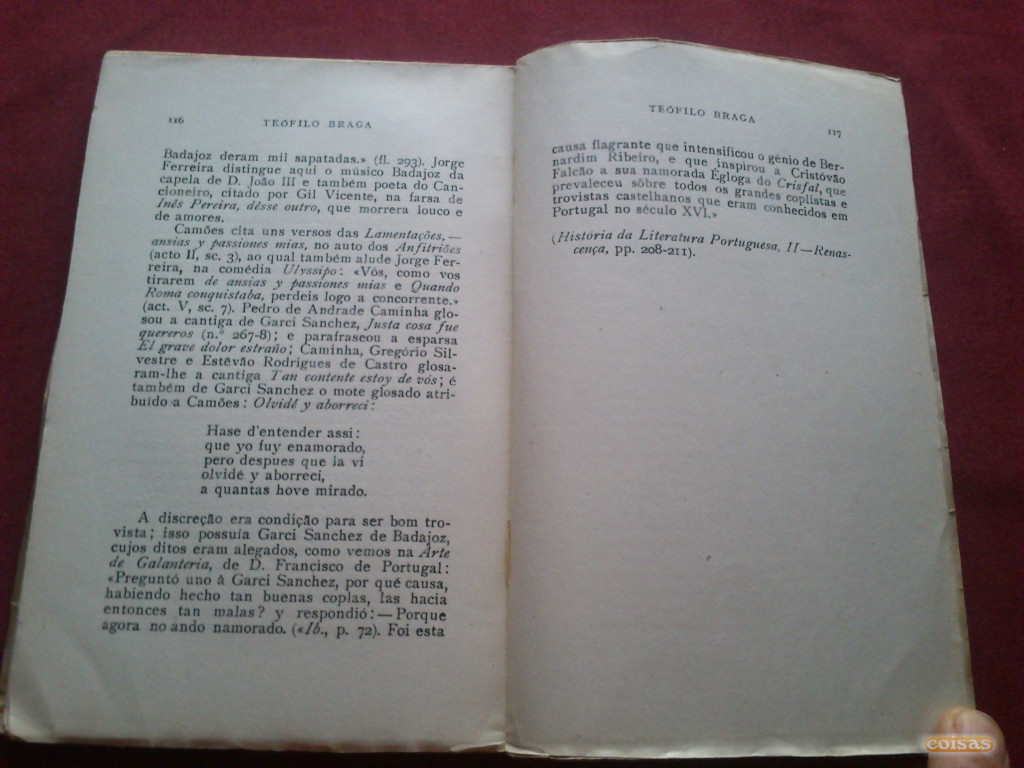 116 TEÓFILO BRAGA
Badajoz deram mil sapatadas.» (fl. 293). Jorge
Ferreira distingue aqui o músico Badajoz da
capela de D. João III e também poeta do Can-
cioneiro, citado por Gil Vicente, na farsa de
Inês Pereira, dêsse outro, que morrera louco e
de amores.
Camões cita uns versos das Lamentações,—
ansias y passiones mias, no auto dos Anfitriões
(acto II, sc. 3), ao qual também alude Jorge Fer-
reira, na comédia Ulyssipo: «Vós, como vos
tirarem de ansias y passiones mias e Quando
Roma conquistaba, perdeis logo a concorrente.»
(act. V, sc. 7). Pedro de Andrade Caminha glo-
sou a cantiga de Garci Sanchez, Justa cosa fue
quereros (n.º 267-8); e parafraseou a esparsa
El grave dolor estraño; Caminha, Gregório Sil-
vestre e Estêvão Rodrigues de Castro glosa-
ram-lhe a cantiga Tan contente estoy de vós; é
também de Garci Sanchez o mote glosado atri-
buído a Camões: Olvidé y aborreci:
Hase d'entender assi:
que yo fuy enamorado,
pero despues que la vi
olvidé y aborreci,
a quantas hove mirado.
A discreção era condição para ser bom tro-
vista; isso possuía Garci Sanchez de Badajoz,
cujos ditos eram alegados, como vemos na Arte
de Galanteria, de D. Francisco de Portugal:
«Preguntó uno à Garci Sanchez, por qué causa,
habiendo hecho tan buenas coplas, las hacia
entonces tan malas? y respondió:—Porque
agora no ando namorado. («Ib., p. 72). Foi esta
TEÓFILO BRAGA 117
causa flagrante que intensificou o génio de Ber-
nardim Ribeiro, e que inspirou a Cristóvão
Falcão a sua namorada Égloga do Crisfal, que
prevaleceu sôbre todos os grandes coplistas e
trovistas castelhanos que eram conhecidos em
Portugal no século XVI.»
(História da Literatura Portuguesa, II—Renas-
cença, pp. 208-211).
coisas